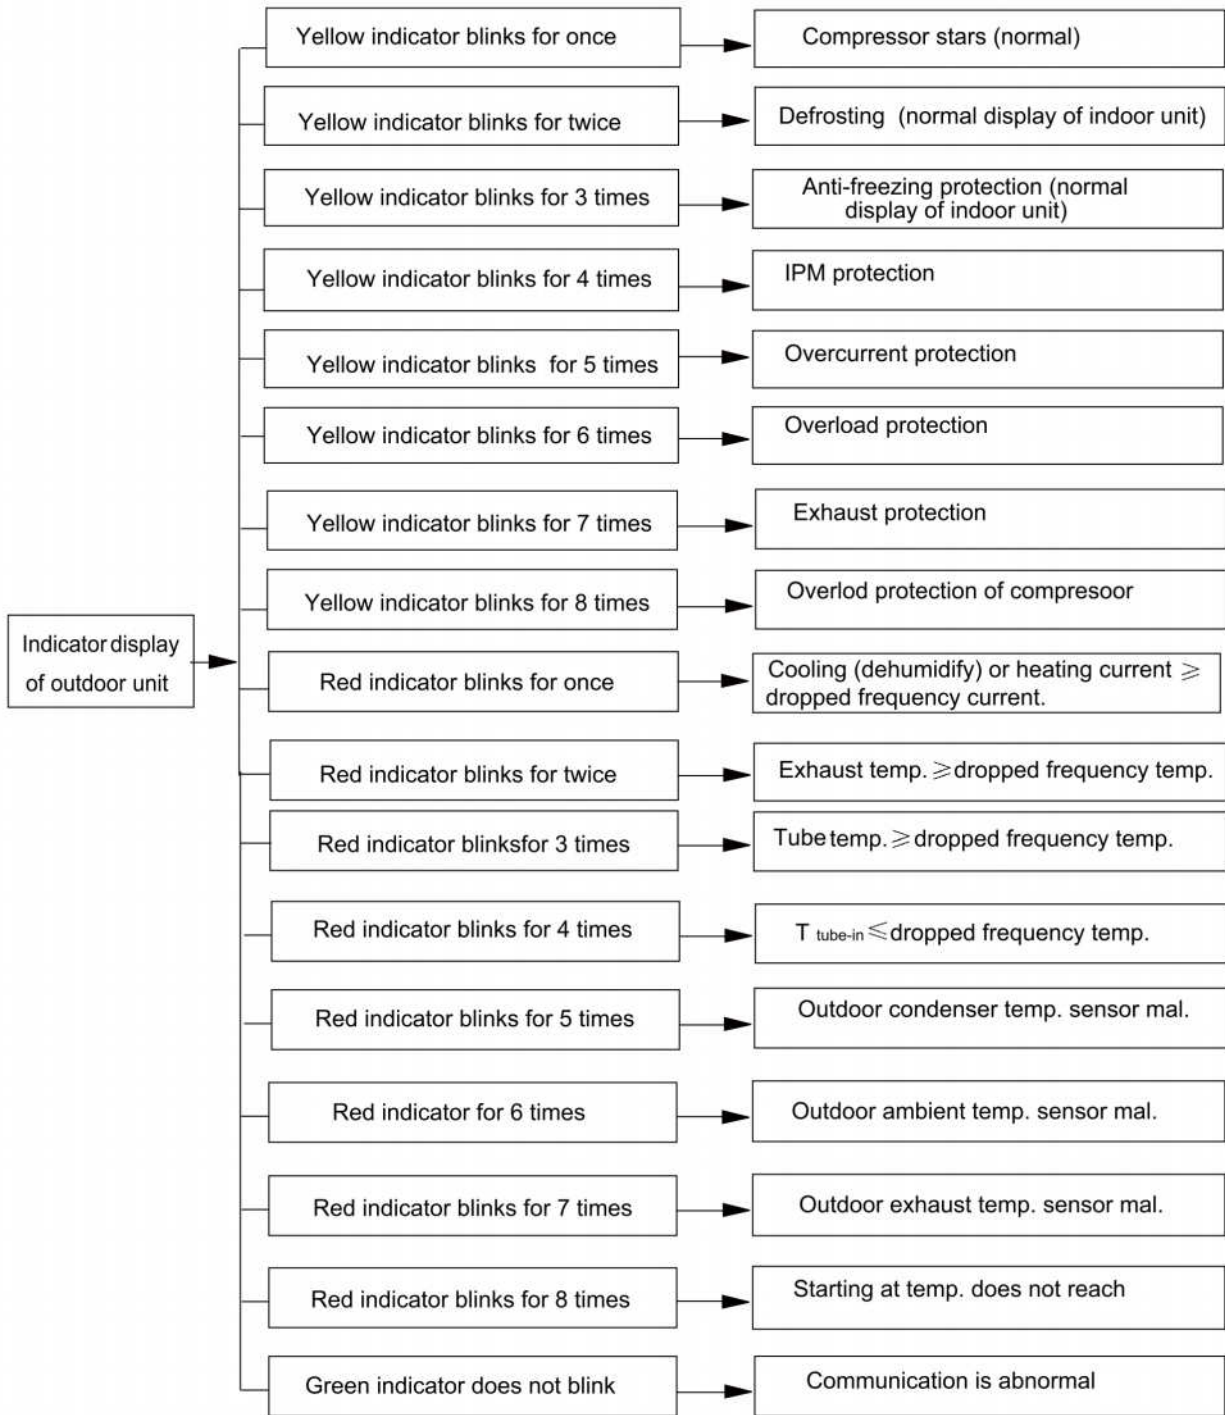 Yellow indicator blinks for once
Compressor stars (normal)
Yellow indicator blinks for twice
Defrosting (normal display of indoor unit)
Yellow indicator blinks for 3 times
Anti-freezing protection (normal
display of indoor unit)
Yellow indicator blinks for 4 times
IPM protection
Yellow indicator blinks for 5 times
Overcurrent protection
Yellow indicator blinks for 6 times
Overload protection
Yellow indicator blinks for 7 times
Exhaust protection
Yellow indicator blinks for 8 times
Overlod protection of compresoor
Indicator display
of outdoor unit
Red indicator blinks for once
Cooling (dehumidify) or heating current ≥
dropped frequency current.
Red indicator blinks for twice
Exhaust temp. ≥dropped frequency temp.
Red indicator blinksfor 3 times
Tube temp. ≥dropped frequency temp.
Red indicator blinks for 4 times
T tube-in ≤dropped frequency temp.
Red indicator blinks for 5 times
Outdoor condenser temp. sensor mal.
Red indicator for 6 times
Outdoor ambient temp. sensor mal.
Red indicator blinks for 7 times
Outdoor exhaust temp. sensor mal.
Red indicator blinks for 8 times
Starting at temp. does not reach
Green indicator does not blink
Communication is abnormal